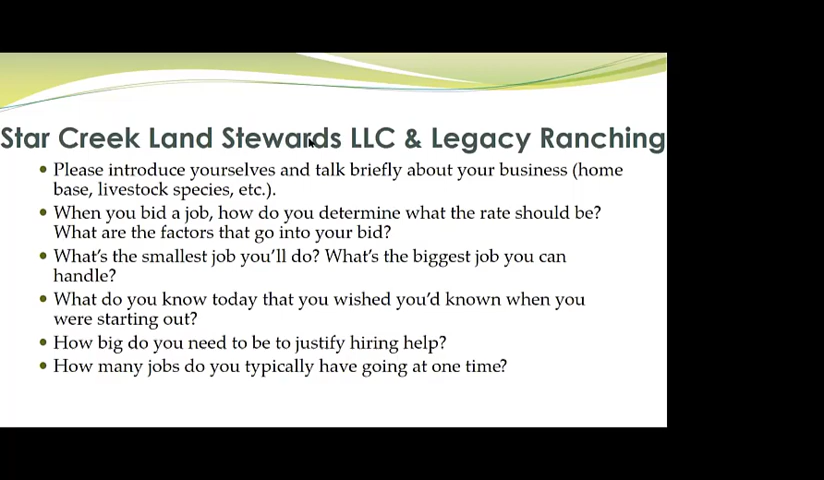 Star Creek Land Stewards LLC & Legacy Ranching
• Please introduce yourselves and talk briefly about your business (home
base, livestock species, etc.).
• When you bid a job, how do you determine what the rate should be?
What are the factors that go into your bid?
• What's the smallest job you'll do? What's the biggest job you can
handle?
• What do you know today that you wished you'd known when you
were starting out?
• How big do you need to be to justify hiring help?
• How many jobs do you typically have going at one time?